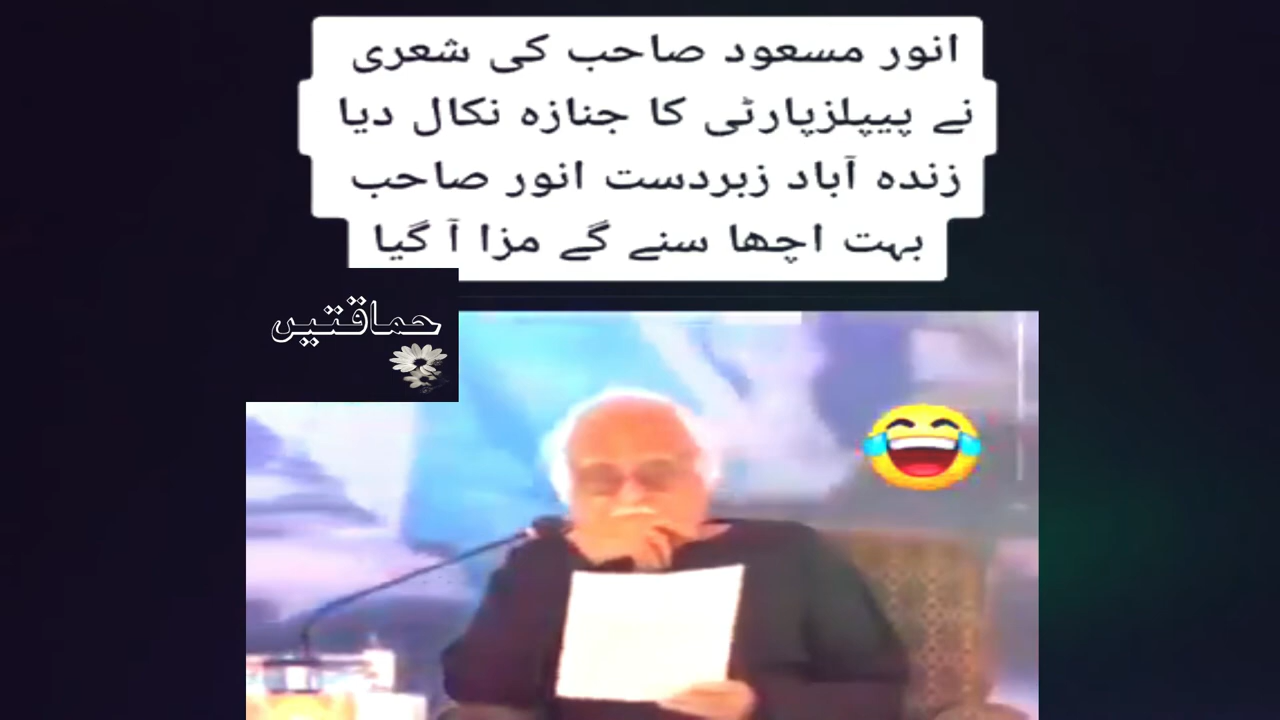 انور مسعود صاحب کی شعری
نے پیپلزپارٹی کا جنازہ نکال دیا
زندہ آباد زبردست انور صاحب
بہت اچھا سنے گے مزا آ گیا
حماقتیں